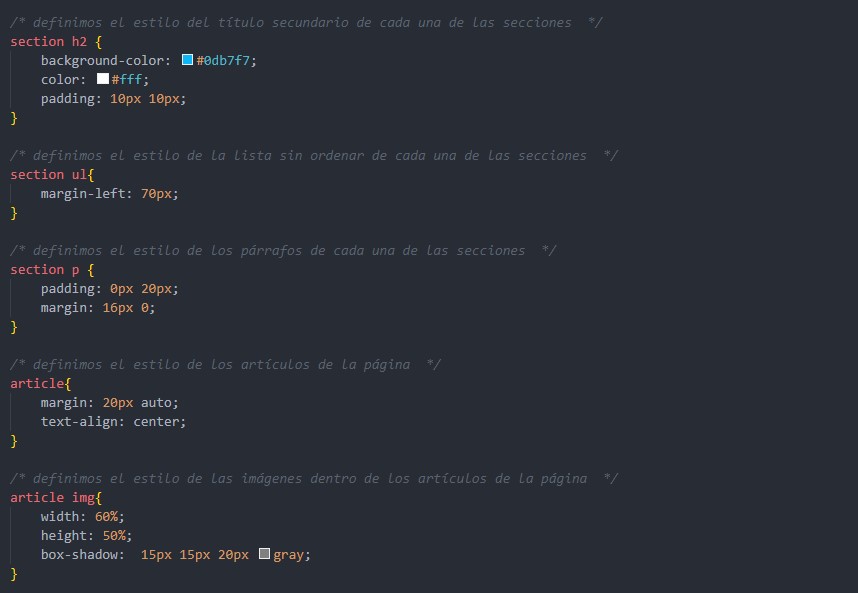 /* definimos el estilo del título secundario de cada una de las secciones  */
section h2 {
    background-color: #0db7f7;
    color: #fff;
    padding: 10px 10px;
}
/* definimos el estilo de la lista sin ordenar de cada una de las secciones  */
section ul{
    margin-left: 70px;
}
/* definimos el estilo de los párrafos de cada una de las secciones  */
section p {
    padding: 0px 20px;
    margin: 16px 0;
}
/* definimos el estilo de los artículos de la página  */
article{
    margin: 20px auto;
    text-align: center;
}
/* definimos el estilo de las imágenes dentro de los artículos de la página  */
article img{
    width: 60%;
    height: 50%;
    box-shadow:  15px 15px 20px gray;
}